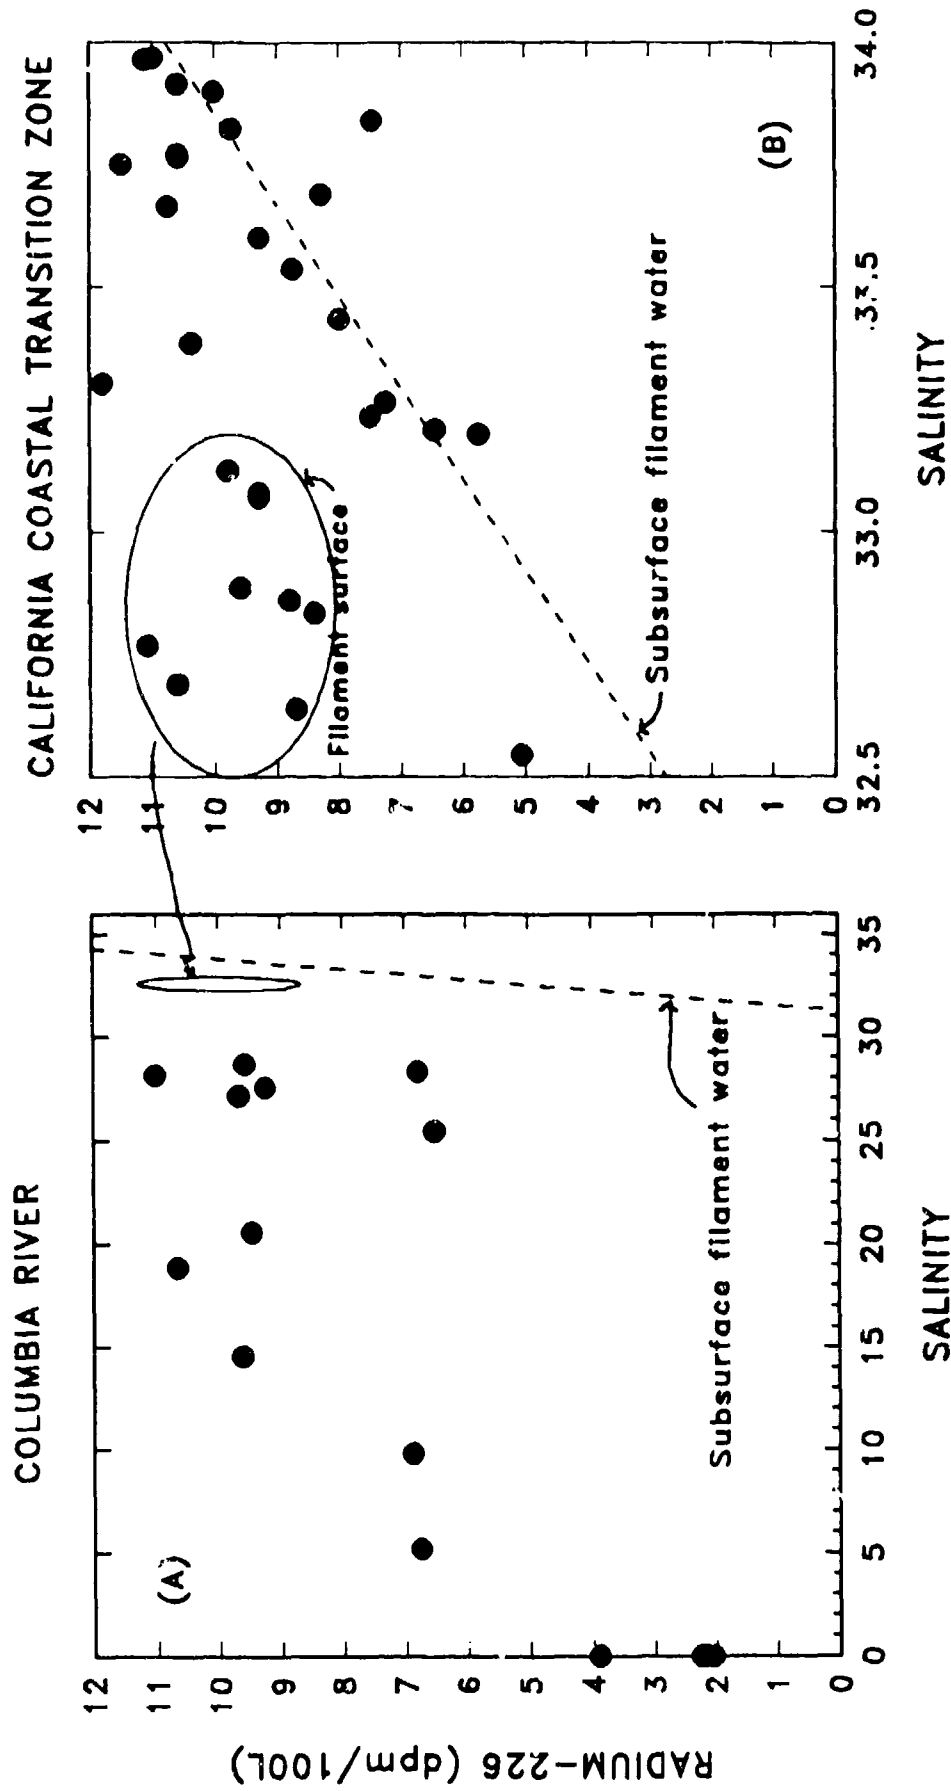 COLUMBIA RIVER
(A)
12
11
10
9
8
7
6
5
4
3
2
1
0
RADIUM-226 (dpm/100L)
0 5 10 15 20 25 30 35
SALINITY
Subsurface filament water
CALIFORNIA COASTAL TRANSITION ZONE
(B)
12
11
10
9
8
7
6
5
4
3
2
1
0
32.5 33.0 33.5 34.0
SALINITY
Filament surface
Subsurface filament water